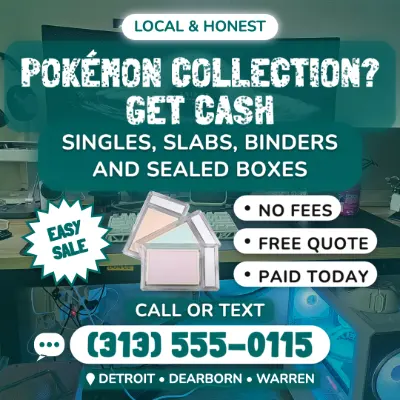 LOCAL & HONEST
POKÉMON COLLECTION?
GET CASH
SINGLES, SLABS, BINDERS
AND SEALED BOXES
EASY
SALE
• NO FEES
• FREE QUOTE
• PAID TODAY
CALL OR TEXT
(313) 555-0115
DETROIT • DEARBORN • WARREN